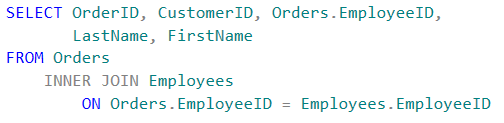 SELECT OrderID, CustomerID, Orders.EmployeeID,
LastName, FirstName
FROM Orders
INNER JOIN Employees
ON Orders.EmployeeID = Employees.EmployeeID